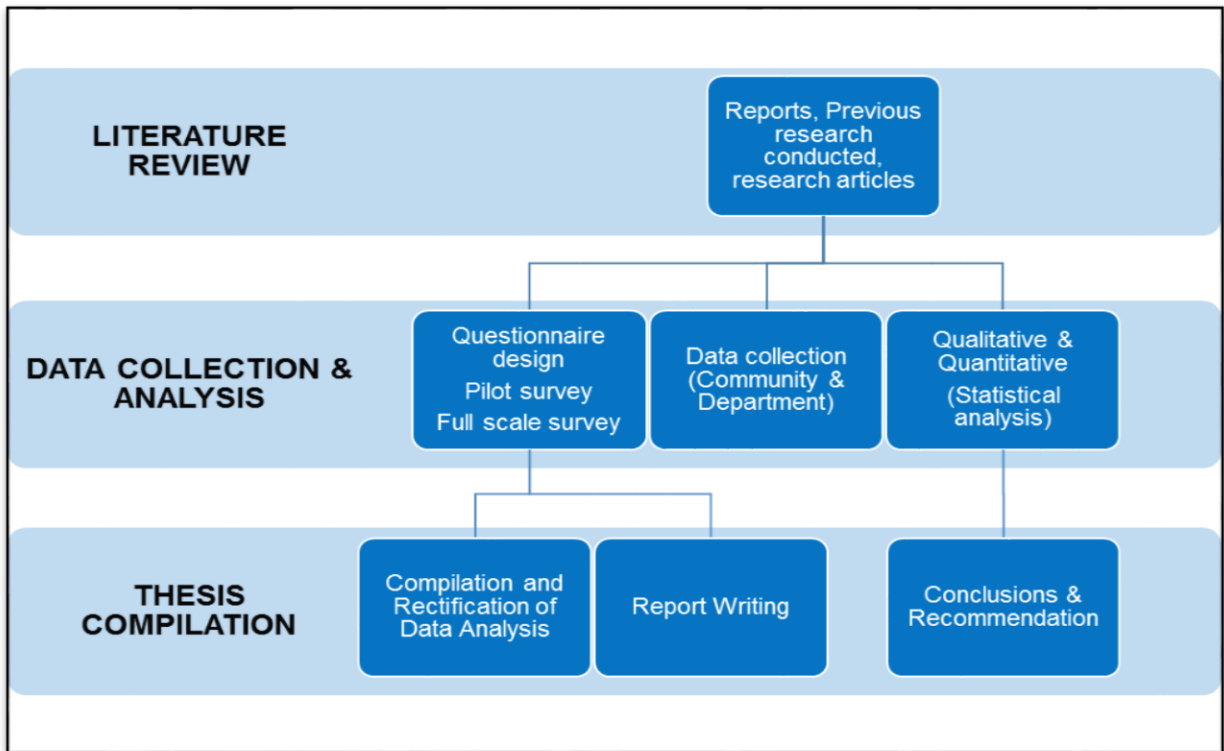 LITERATURE
REVIEW
Reports, Previous
research
conducted,
research articles
DATA COLLECTION &
ANALYSIS
Questionnaire
design
Pilot survey
Full scale survey
Data collection
(Community &
Department)
Qualitative &
Quantitative
(Statistical
analysis)
THESIS
COMPILATION
Compilation and
Rectification of
Data Analysis
Report Writing
Conclusions &
Recommendation